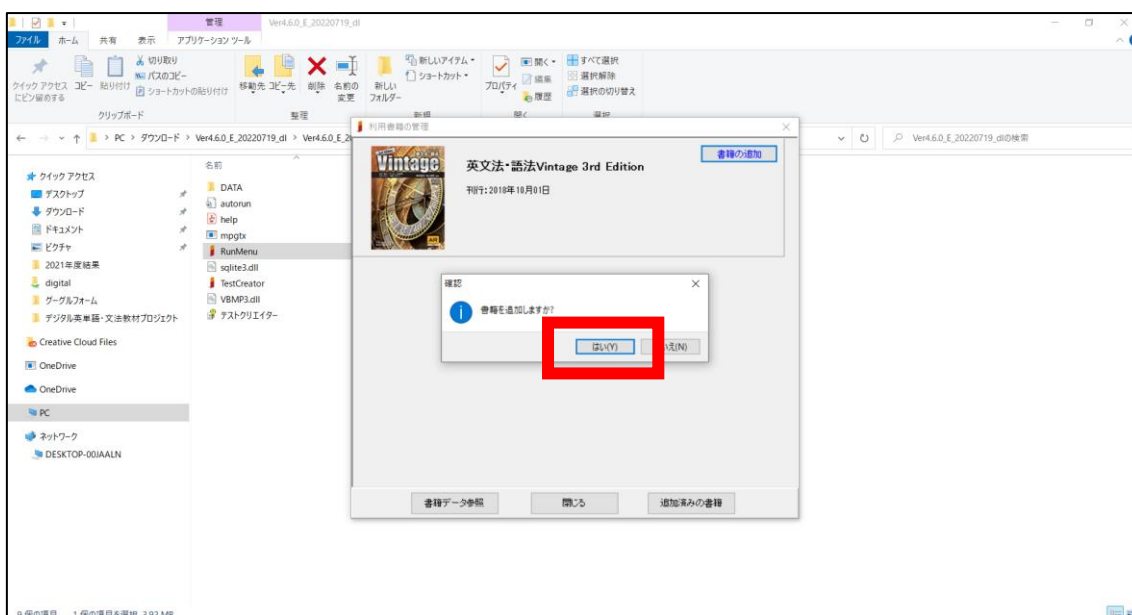 管理
Ver4.6.0_E_20220719_dl
ファイル
ホーム
共有
表示
アプリケーション ツール
クイック アクセス
にピン留めする
コピー
貼り付け
切り取り
パスのコピー
ショートカットの貼り付け
クリップボード
移動先
コピー先
削除
名前の
変更
整理
新しい
フォルダー
新しいアイテム
ショートカット
新規
プロパティ
開く
編集
履歴
開く
すべて選択
選択解除
選択の切り替え
選択
PC > ダウンロード > Ver4.6.0_E_20220719_dl > Ver4.6.0_E_2
Ver4.6.0_E_20220719_dlの検索
クイック アクセス
デスクトップ
ダウンロード
ドキュメント
ピクチャ
2021年度結果
digital
グーグルフォーム
デジタル英単語・文法教材プロジェクト
Creative Cloud Files
OneDrive
OneDrive
PC
ネットワーク
DESKTOP-00JAALN
名前
DATA
autorun
help
mpgtx
RunMenu
sqlite3.dll
TestCreator
VBMP3.dll
テストクリエイター
利用書籍の管理
Vintage
AR
英文法・語法Vintage 3rd Edition
刊行:2018年10月01日
書籍の追加
確認
書籍を追加しますか?
はい(Y)
いえ(N)
書籍データ参照
閉じる
追加済みの書籍
9 個の項目
1 個の項目を選択 3.92 MB